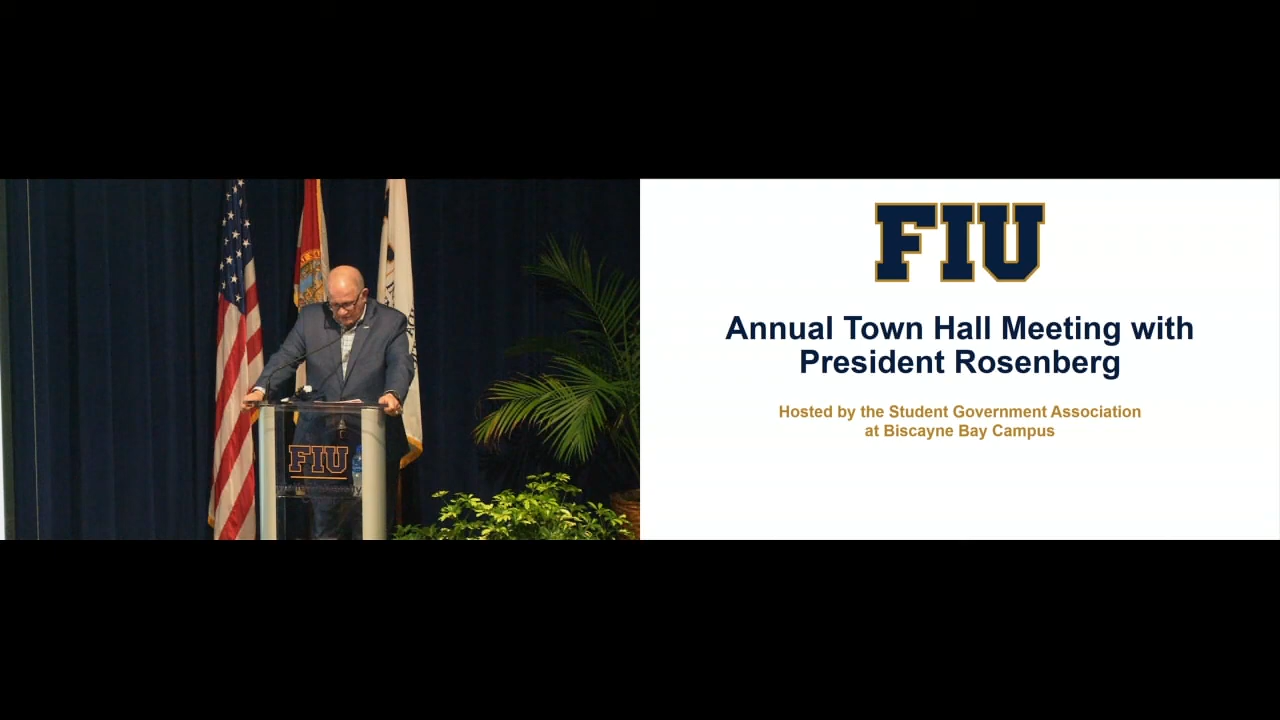 FIU
FIU
Annual Town Hall Meeting with
President Rosenberg
Hosted by the Student Government Association
at Biscayne Bay Campus